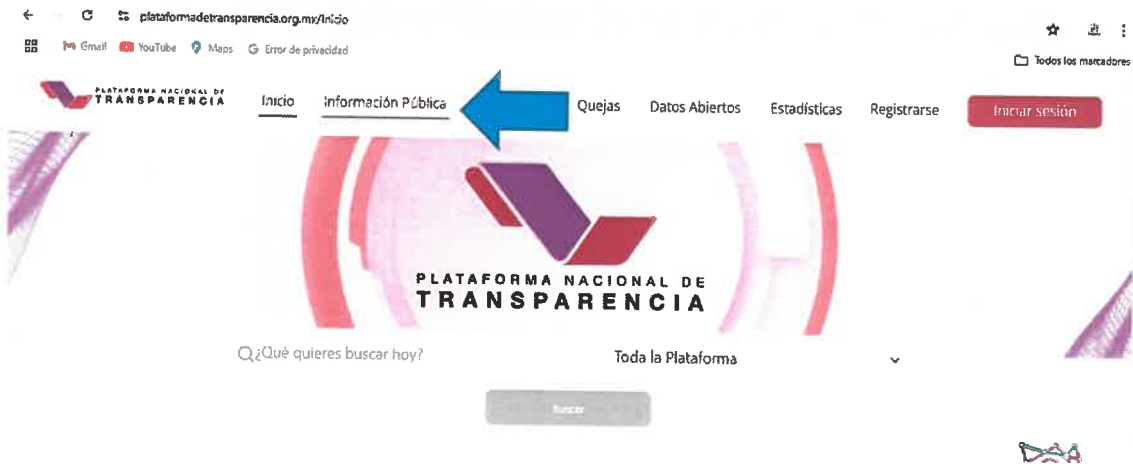 plataformadetransparencia.org.mx/Inicio
Gmail YouTube Maps Error de privacidad
Todos los marcadores
PLATAFORMA NACIONAL DE
TRANSPARENCIA
Inicio Información Pública Quejas Datos Abiertos Estadísticas Registrarse Iniciar sesión
PLATAFORMA NACIONAL DE
TRANSPARENCIA
¿Qué quieres buscar hoy? Toda la Plataforma
Buscar